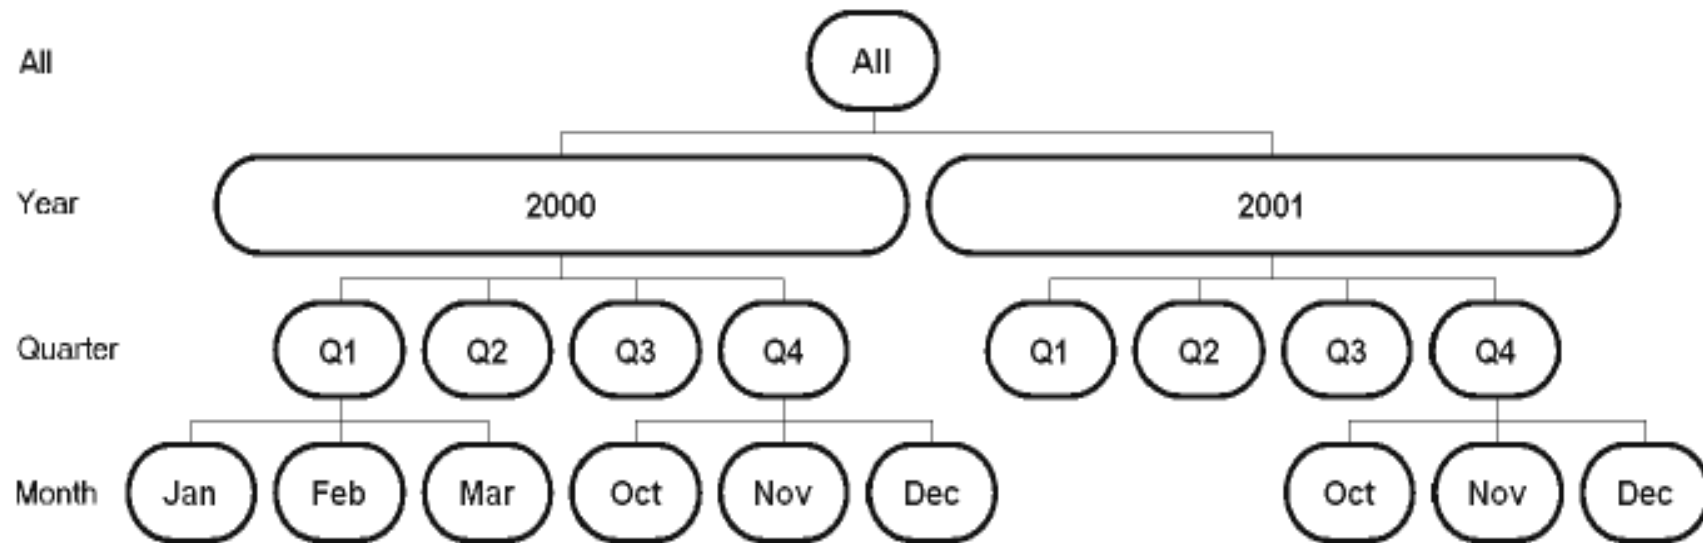 All All
Year 2000 2001
Quarter Q1 Q2 Q3 Q4 Q1 Q2 Q3 Q4
Month Jan Feb Mar Oct Nov Dec Oct Nov Dec